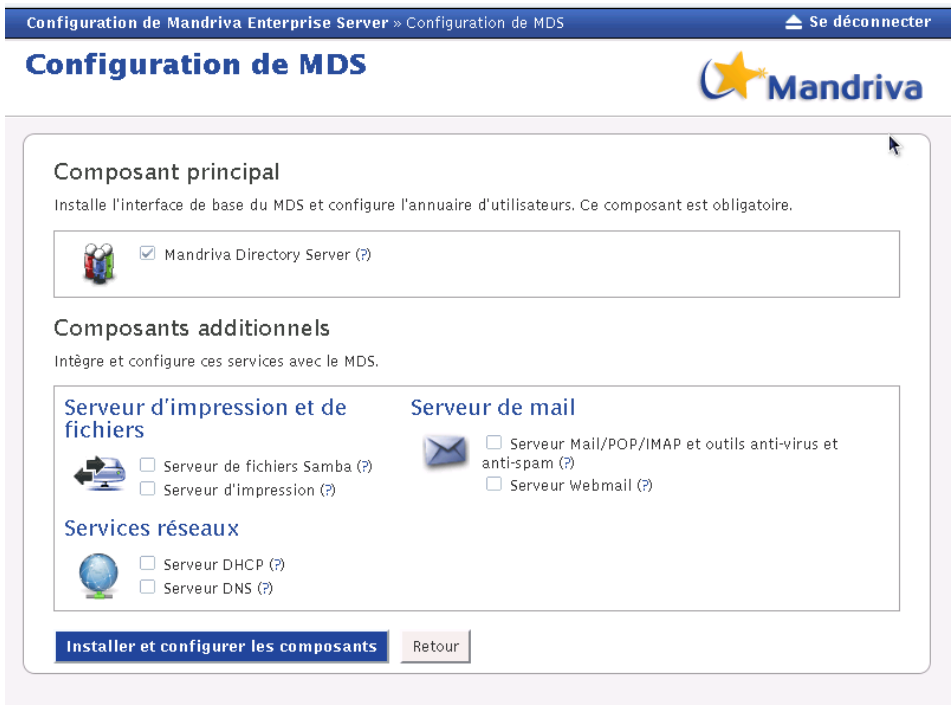 Configuration de Mandriva Enterprise Server » Configuration de MDS
Se déconnecter
Configuration de MDS
Mandriva
Composant principal
Installe l'interface de base du MDS et configure l'annuaire d'utilisateurs. Ce composant est obligatoire.
Mandriva Directory Server (?)
Composants additionnels
Intègre et configure ces services avec le MDS.
Serveur d'impression et de
fichiers
Serveur de fichiers Samba (?)
Serveur d'impression (?)
Serveur de mail
Serveur Mail/POP/IMAP et outils anti-virus et
anti-spam (?)
Serveur Webmail (?)
Services réseaux
Serveur DHCP (?)
Serveur DNS (?)
Installer et configurer les composants
Retour